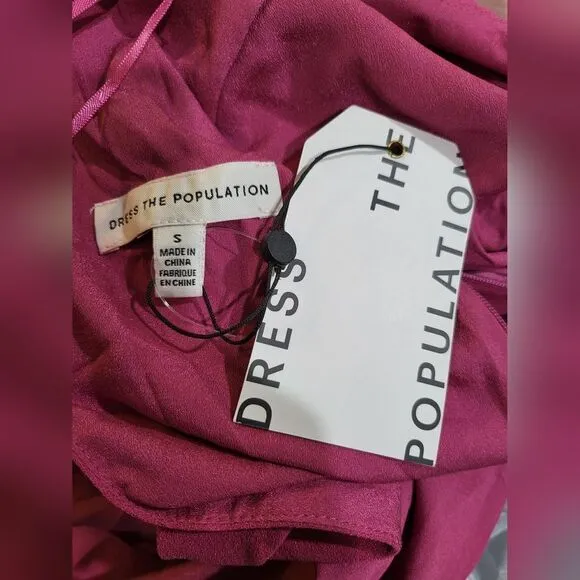 DRESS THE POPULATION
S
MADE IN
CHINA
FABRIQUE
EN CHINE
DRESS
THE
POPULATION